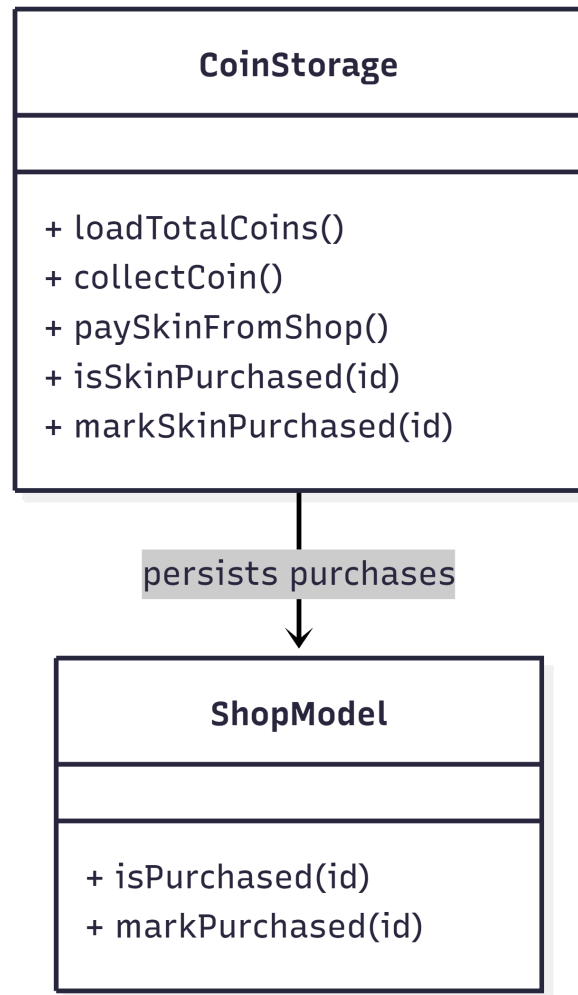 CoinStorage
+ loadTotalCoins()
+ collectCoin()
+ paySkinFromShop()
+ isSkinPurchased(id)
+ markSkinPurchased(id)
persists purchases
ShopModel
+ isPurchased(id)
+ markPurchased(id)